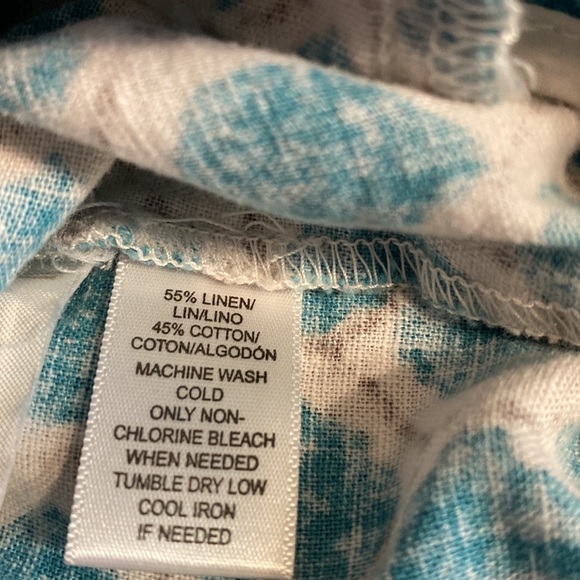 55% LINEN/
LIN/LINO
45% COTTON/
COTON/ALGODÓN
MACHINE WASH
COLD
ONLY NON-
CHLORINE BLEACH
WHEN NEEDED
TUMBLE DRY LOW
COOL IRON
IF NEEDED